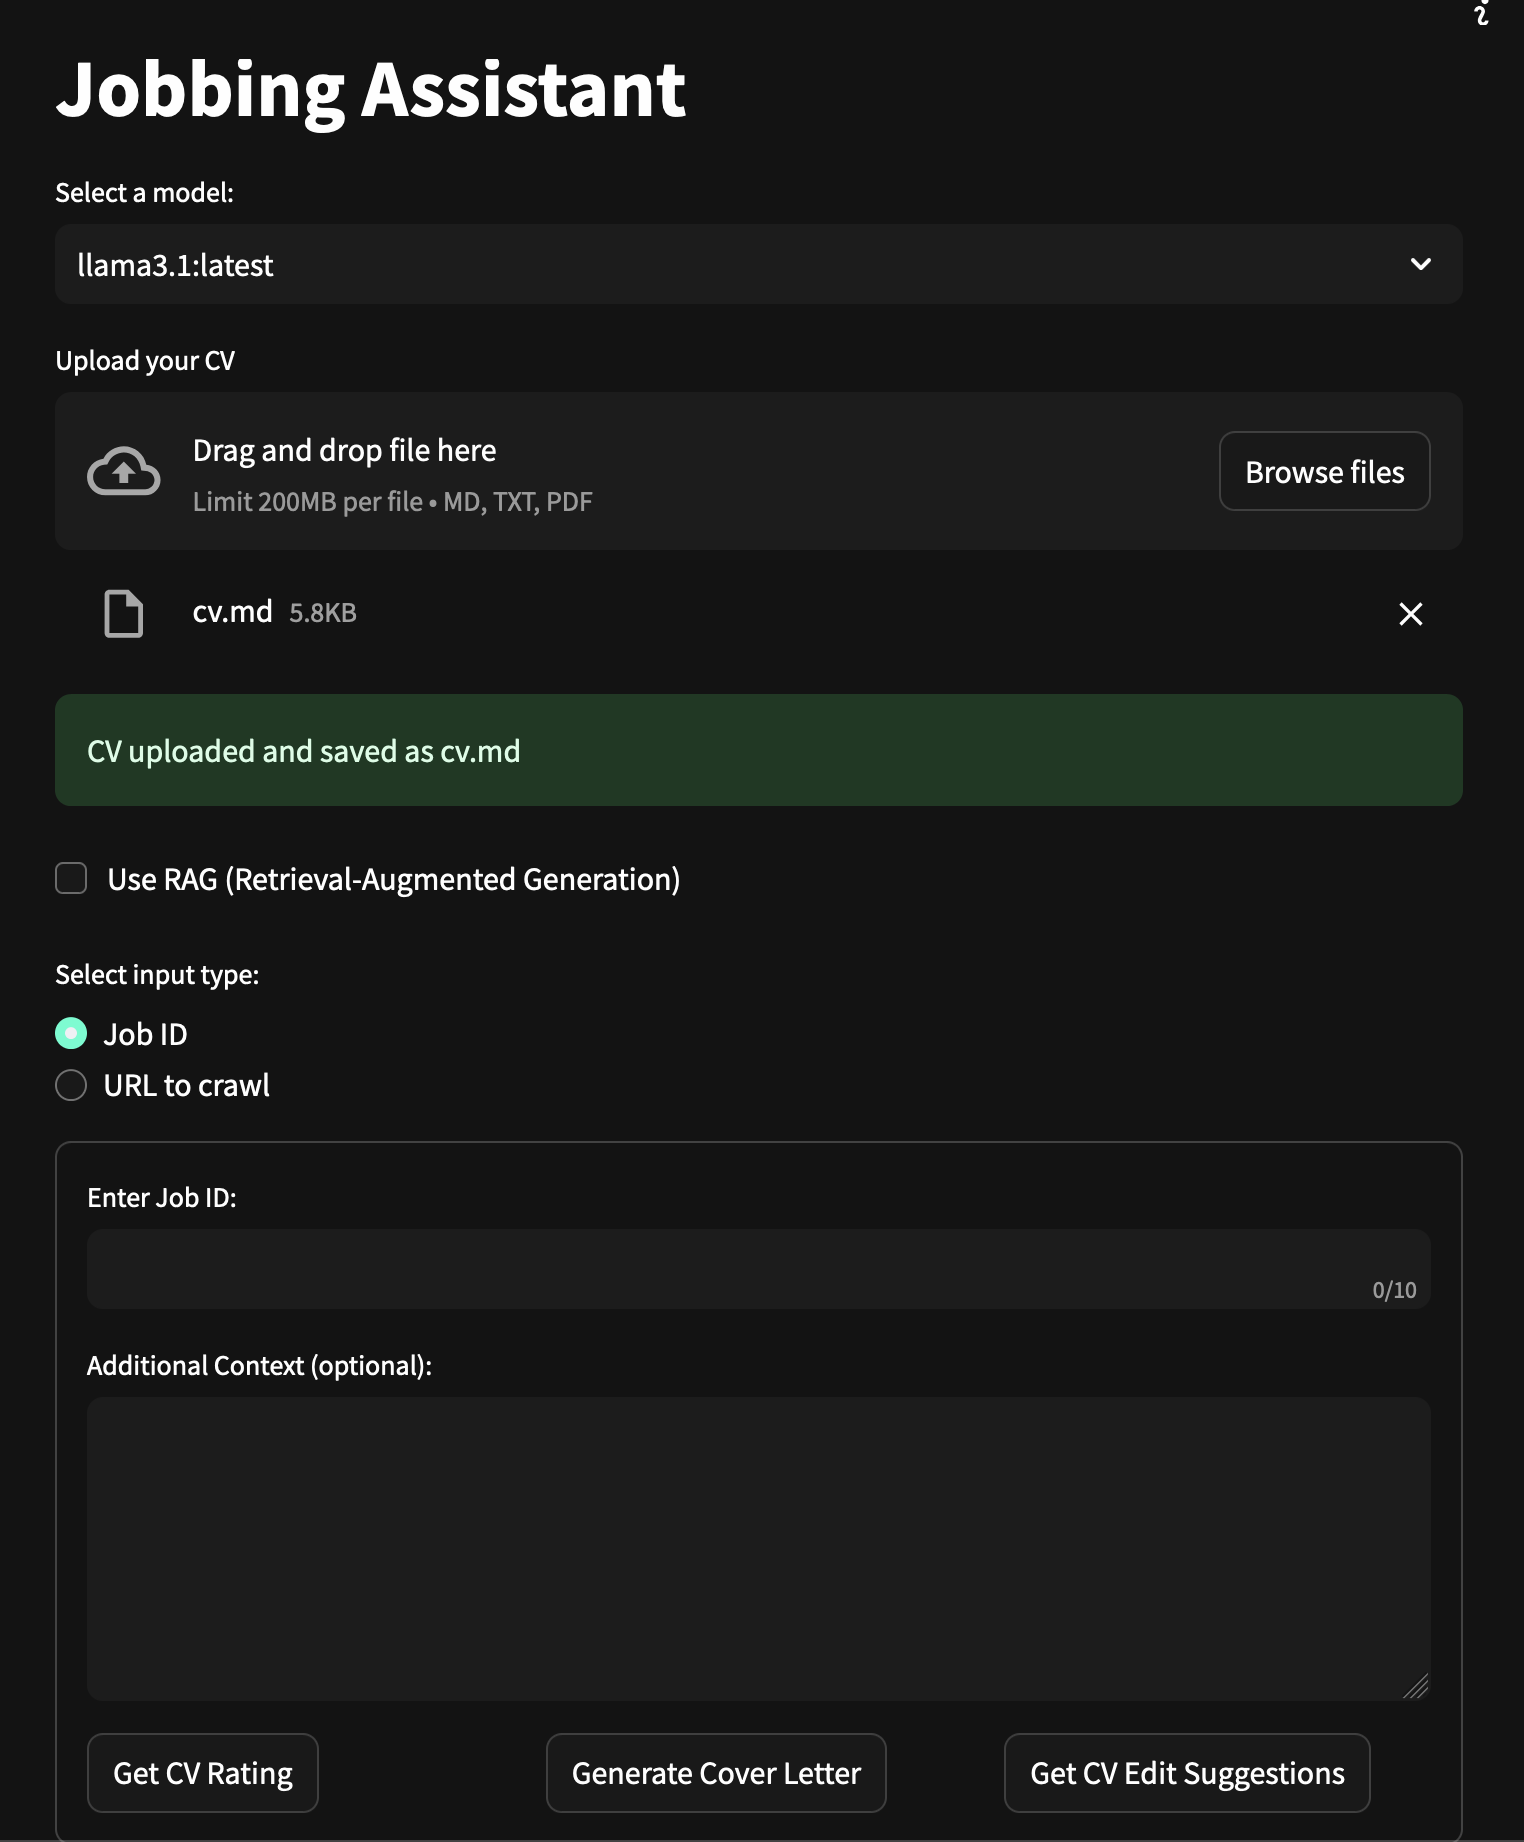 Jobbing Assistant
Select a model:
llama3.1:latest
Upload your CV
Drag and drop file here
Limit 200MB per file • MD, TXT, PDF
Browse files
cv.md 5.8KB
CV uploaded and saved as cv.md
Use RAG (Retrieval-Augmented Generation)
Select input type:
Job ID
URL to crawl
Enter Job ID:
0/10
Additional Context (optional):
Get CV Rating
Generate Cover Letter
Get CV Edit Suggestions